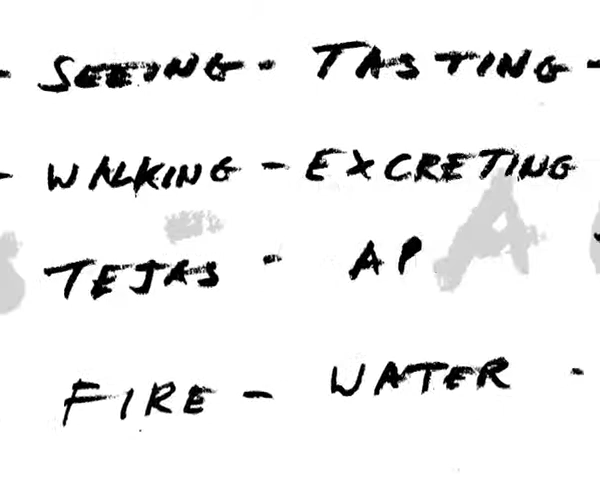 - SEEING - TASTING -
- WALKING - EXCRETING
TEJAS - AP
FIRE - WATER -